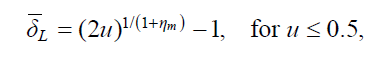 δ̄_L = (2u)^{1/(1+η_m)} − 1, for u ≤ 0.5,